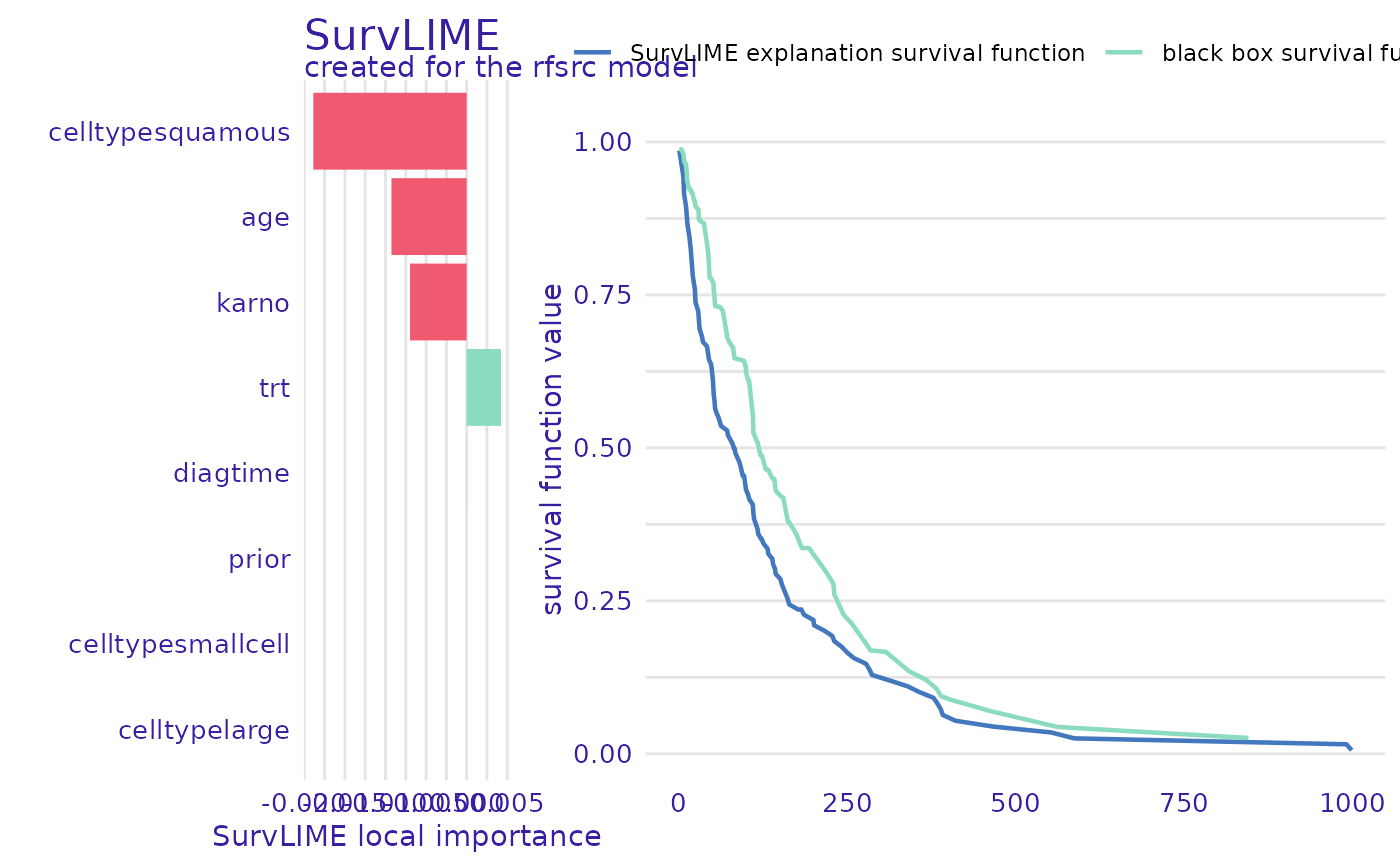 SurvLIME
created for the rfsrc model
SurvLIME explanation survival function
black box survival fu
celltypesquamous
age
karno
trt
diagtime
prior
celltypesmallcell
celltypelarge
SurvLIME local importance
survival function value
1.00
0.75
0.50
0.25
0.00
0
250
500
750
1000